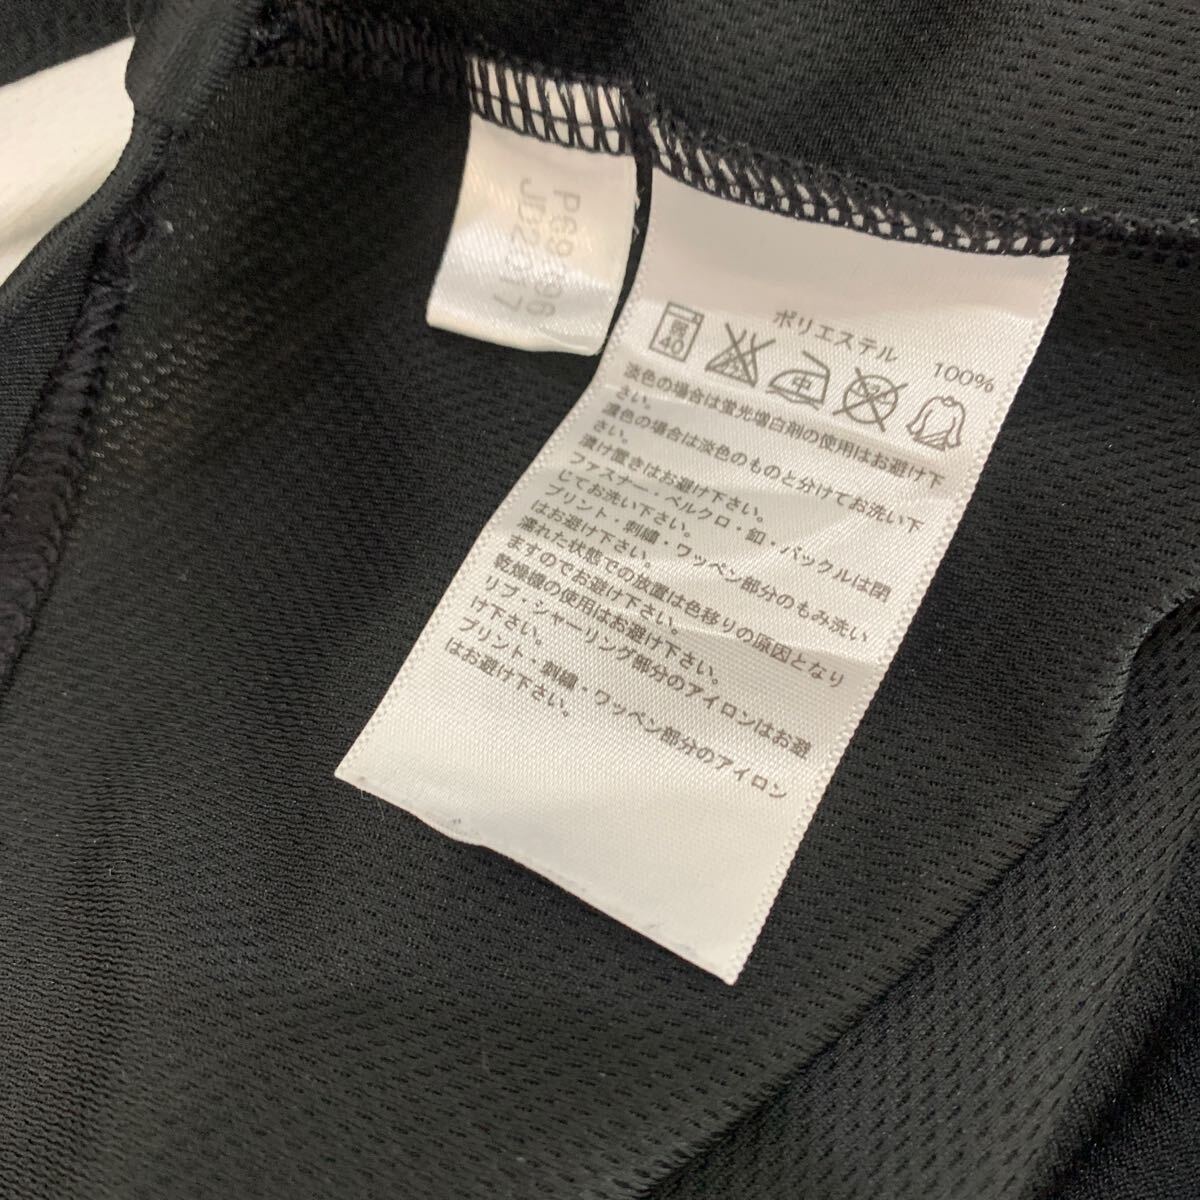 ポリエステル 100%
弱 40 中
淡色の場合は蛍光増白剤の使用はお避け下
さい。
濃色の場合は淡色のものと分けてお洗い下
さい。
漬け置きはお避け下さい。
ファスナー・ベルクロ・釦・バックルは閉
じてお洗い下さい。
プリント・刺繍・ワッペン部分のもみ洗い
はお避け下さい。
濡れた状態での放置は色移りの原因となり
ますのでお避け下さい。
乾燥機の使用はお避け下さい。
リブ・シャーリング部分のアイロンはお避
け下さい。
プリント・刺繍・ワッペン部分のアイロン
はお避け下さい。